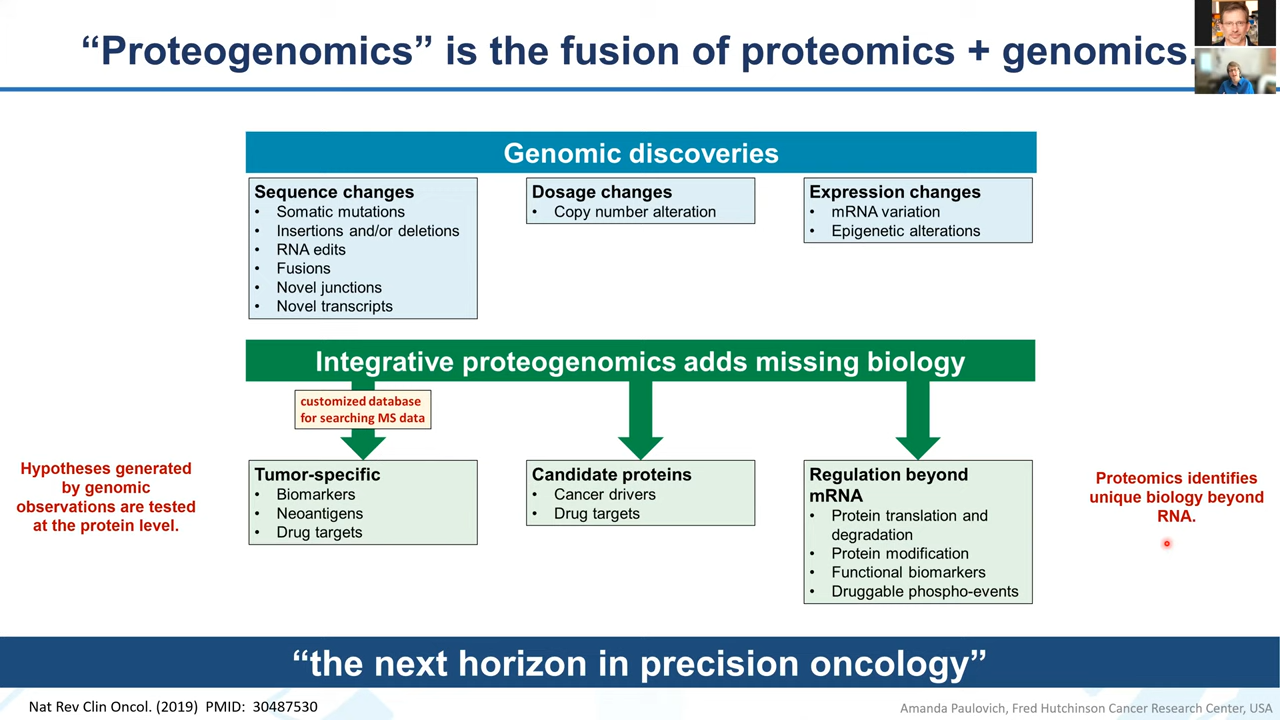 “Proteogenomics” is the fusion of proteomics + genomics.
Genomic discoveries
Sequence changes
• Somatic mutations
• Insertions and/or deletions
• RNA edits
• Fusions
• Novel junctions
• Novel transcripts
Dosage changes
• Copy number alteration
Expression changes
• mRNA variation
• Epigenetic alterations
Integrative proteogenomics adds missing biology
customized database
for searching MS data
Hypotheses generated
by genomic
observations are tested
at the protein level.
Tumor-specific
• Biomarkers
• Neoantigens
• Drug targets
Candidate proteins
• Cancer drivers
• Drug targets
Regulation beyond
mRNA
• Protein translation and
degradation
• Protein modification
• Functional biomarkers
• Druggable phospho-events
Proteomics identifies
unique biology beyond
RNA.
“the next horizon in precision oncology”
Nat Rev Clin Oncol. (2019) PMID: 30487530
Amanda Paulovich, Fred Hutchinson Cancer Research Center, USA